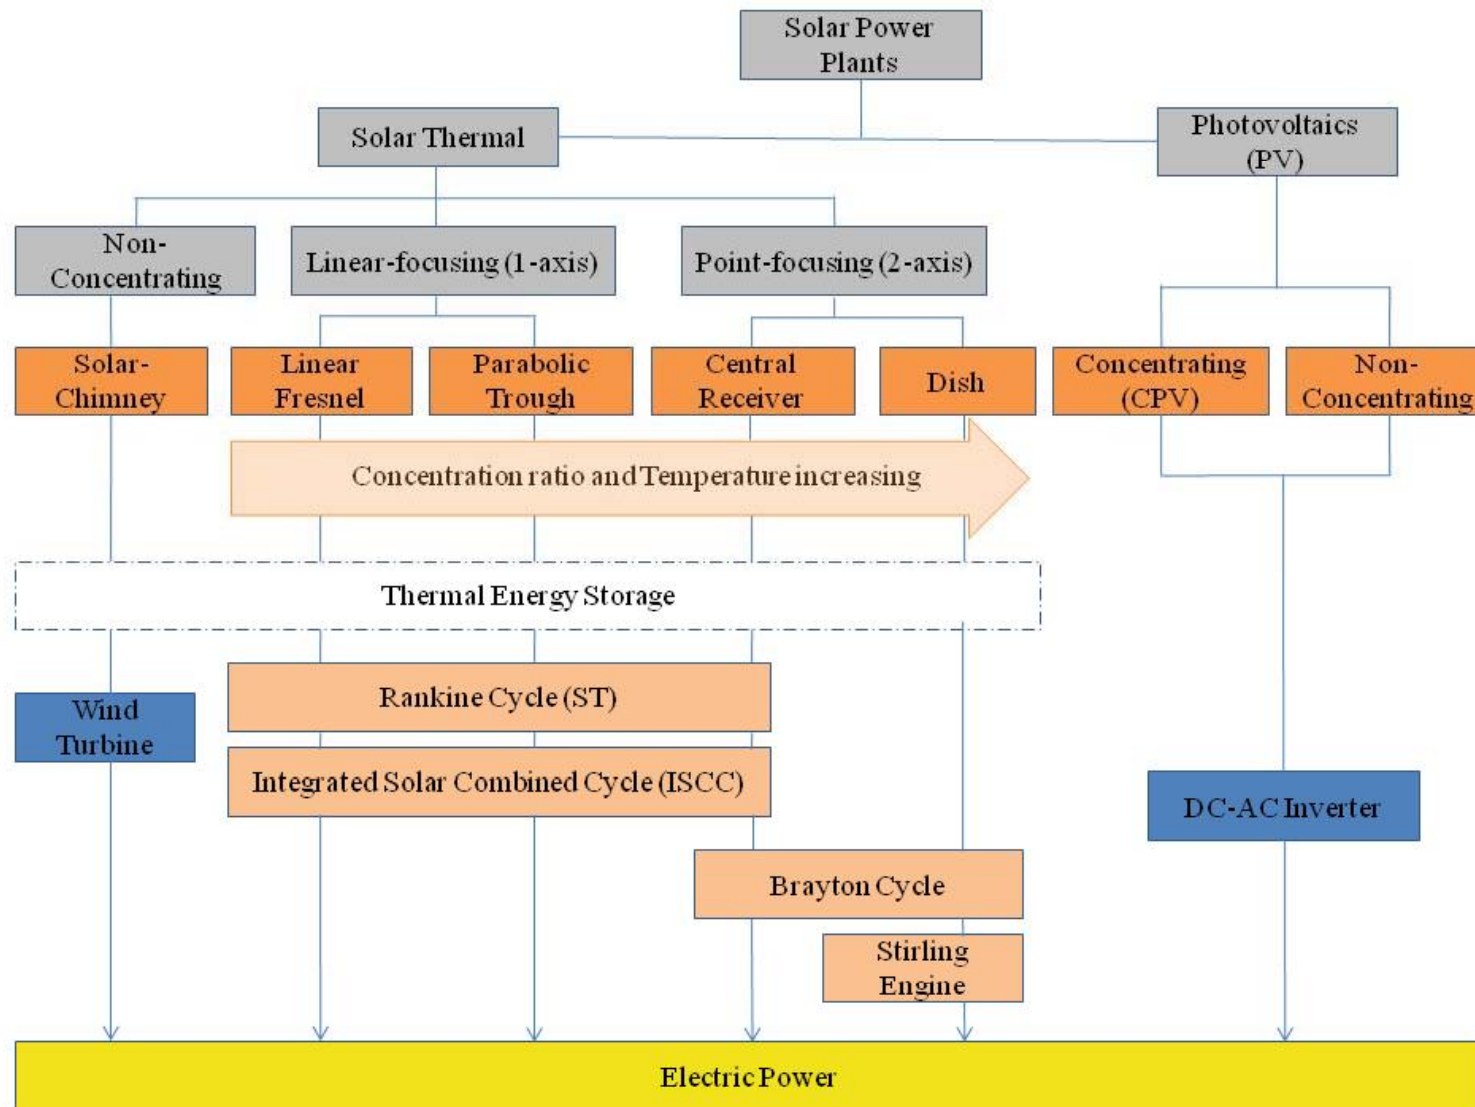 Solar Power
Plants
Solar Thermal
Photovoltaics
(PV)
Non-
Concentrating
Linear-focusing (1-axis)
Point-focusing (2-axis)
Solar-
Chimney
Linear
Fresnel
Parabolic
Trough
Central
Receiver
Dish
Concentrating
(CPV)
Non-
Concentrating
Concentration ratio and Temperature increasing
Thermal Energy Storage
Rankine Cycle (ST)
Wind
Turbine
Integrated Solar Combined Cycle (ISCC)
DC-AC Inverter
Brayton Cycle
Stirling
Engine
Electric Power